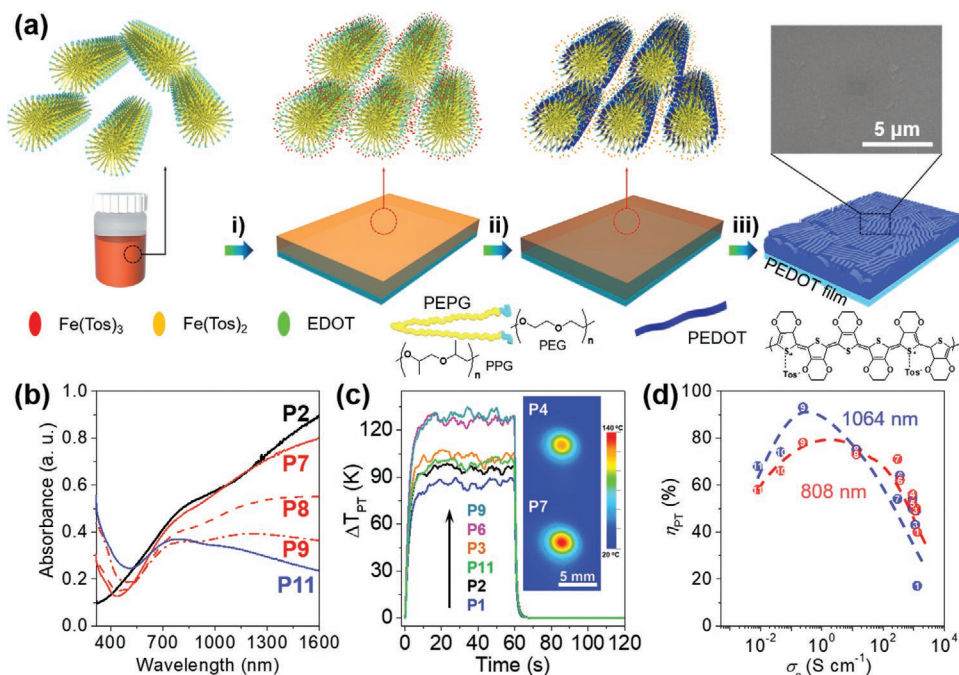 (a)
5 µm
i)
ii)
iii)
PEDOT film
Fe(Tos)3
Fe(Tos)2
EDOT
PEPG
PEG
n
PPG
n
PEDOT
S+
S
S
S
S+
S
Tos-
Tos-
n
(b)
Absorbance (a. u.)
1.0
0.8
0.6
0.4
0.2
0.0
400 700 1000 1300 1600
Wavelength (nm)
P2
P7
P8
P9
P11
(c)
ΔTPT (K)
120
90
60
30
0
0 20 40 60 80 100 120
Time (s)
P9
P6
P3
P11
P2
P1
P4
P7
5 mm
140 ºC
20 ºC
(d)
ηPT (%)
100
80
60
40
20
0
10-2 100 102 104
σe (S cm-1)
1064 nm
808 nm